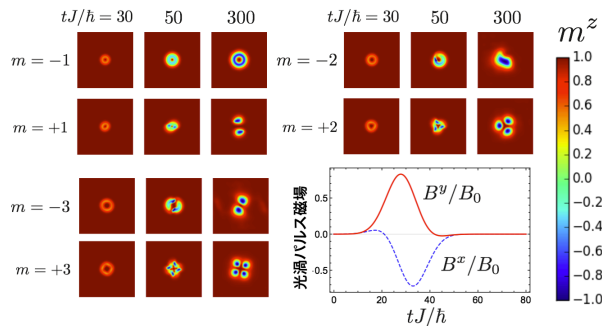 tJ/ħ = 30 50 300
m = −1
m = +1
m = −3
m = +3
tJ/ħ = 30 50 300
m = −2
m = +2
光渦パルス磁場
0.5
0.0
-0.5
B^y/B_0
B^x/B_0
0 20 40 60 80
tJ/ħ
m^z
1.0
0.8
0.6
0.4
0.2
0.0
−0.2
−0.4
−0.6
−0.8
−1.0